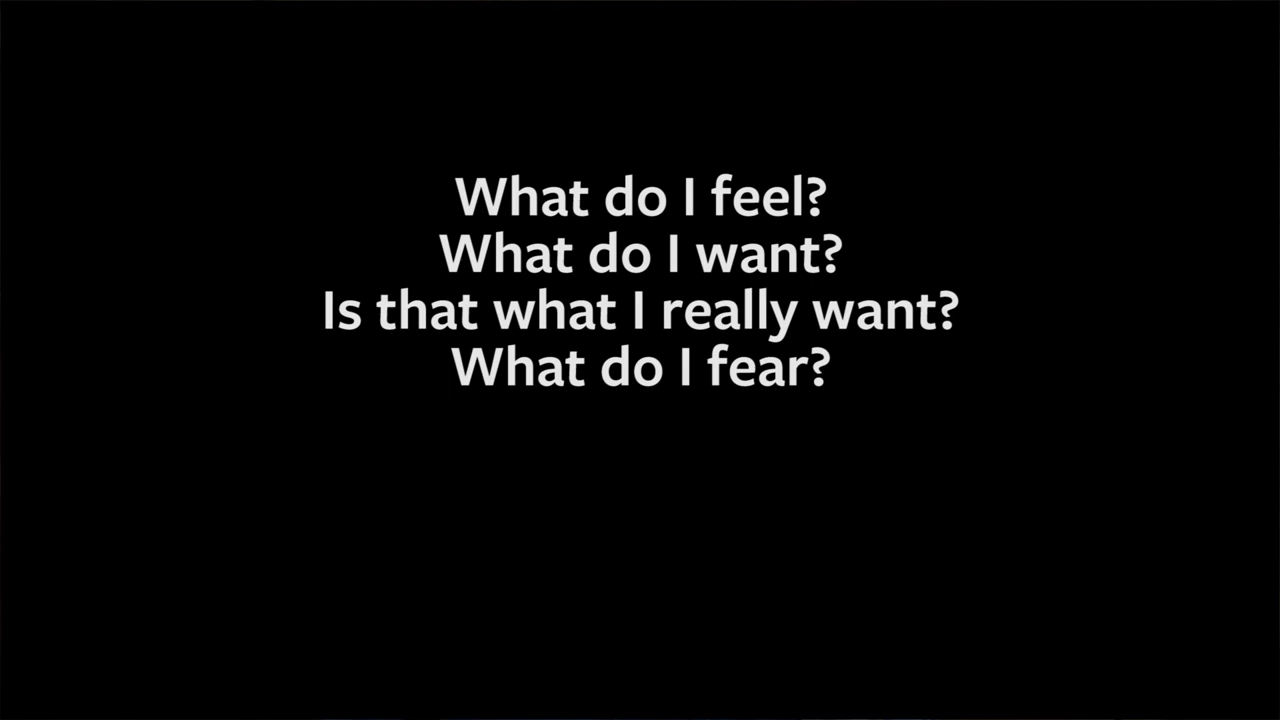 What do I feel?
What do I want?
Is that what I really want?
What do I fear?